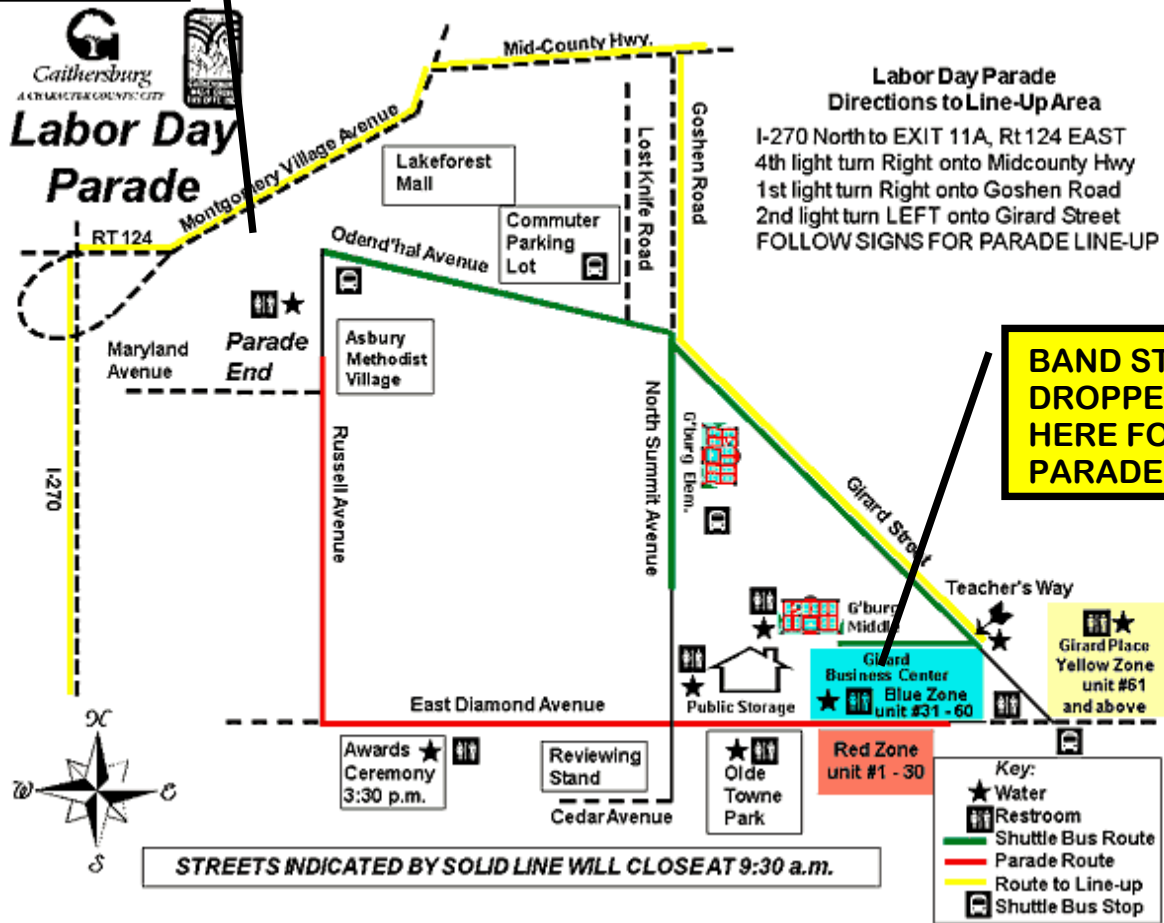 Gaithersburg
A CHARACTER COUNTS! CITY
Labor Day
Parade
Mid-County Hwy.
Montgomery Village Avenue
RT 124
Lakeforest
Mall
Commuter
Parking
Lot
Lost Knife Road
Goshen Road
Odend'hal Avenue
Labor Day Parade
Directions to Line-Up Area
I-270 North to EXIT 11A, Rt 124 EAST
4th light turn Right onto Midcounty Hwy
1st light turn Right onto Goshen Road
2nd light turn LEFT onto Girard Street
FOLLOW SIGNS FOR PARADE LINE-UP
Maryland
Avenue
Parade
End
Asbury
Methodist
Village
I-270
Russell Avenue
North Summit Avenue
G'burg Elem.
Girard Street
BAND ST
DROPPE
HERE FO
PARADE
Teacher's Way
G'burg
Middle
Girard
Business Center
Blue Zone
unit #31 - 60
Girard Place
Yellow Zone
unit #61
and above
Public Storage
East Diamond Avenue
Awards
Ceremony
3:30 p.m.
Reviewing
Stand
Cedar Avenue
Olde
Towne
Park
Red Zone
unit #1 - 30
N
W
E
S
Key:
Water
Restroom
Shuttle Bus Route
Parade Route
Route to Line-up
Shuttle Bus Stop
STREETS INDICATED BY SOLID LINE WILL CLOSE AT 9:30 a.m.